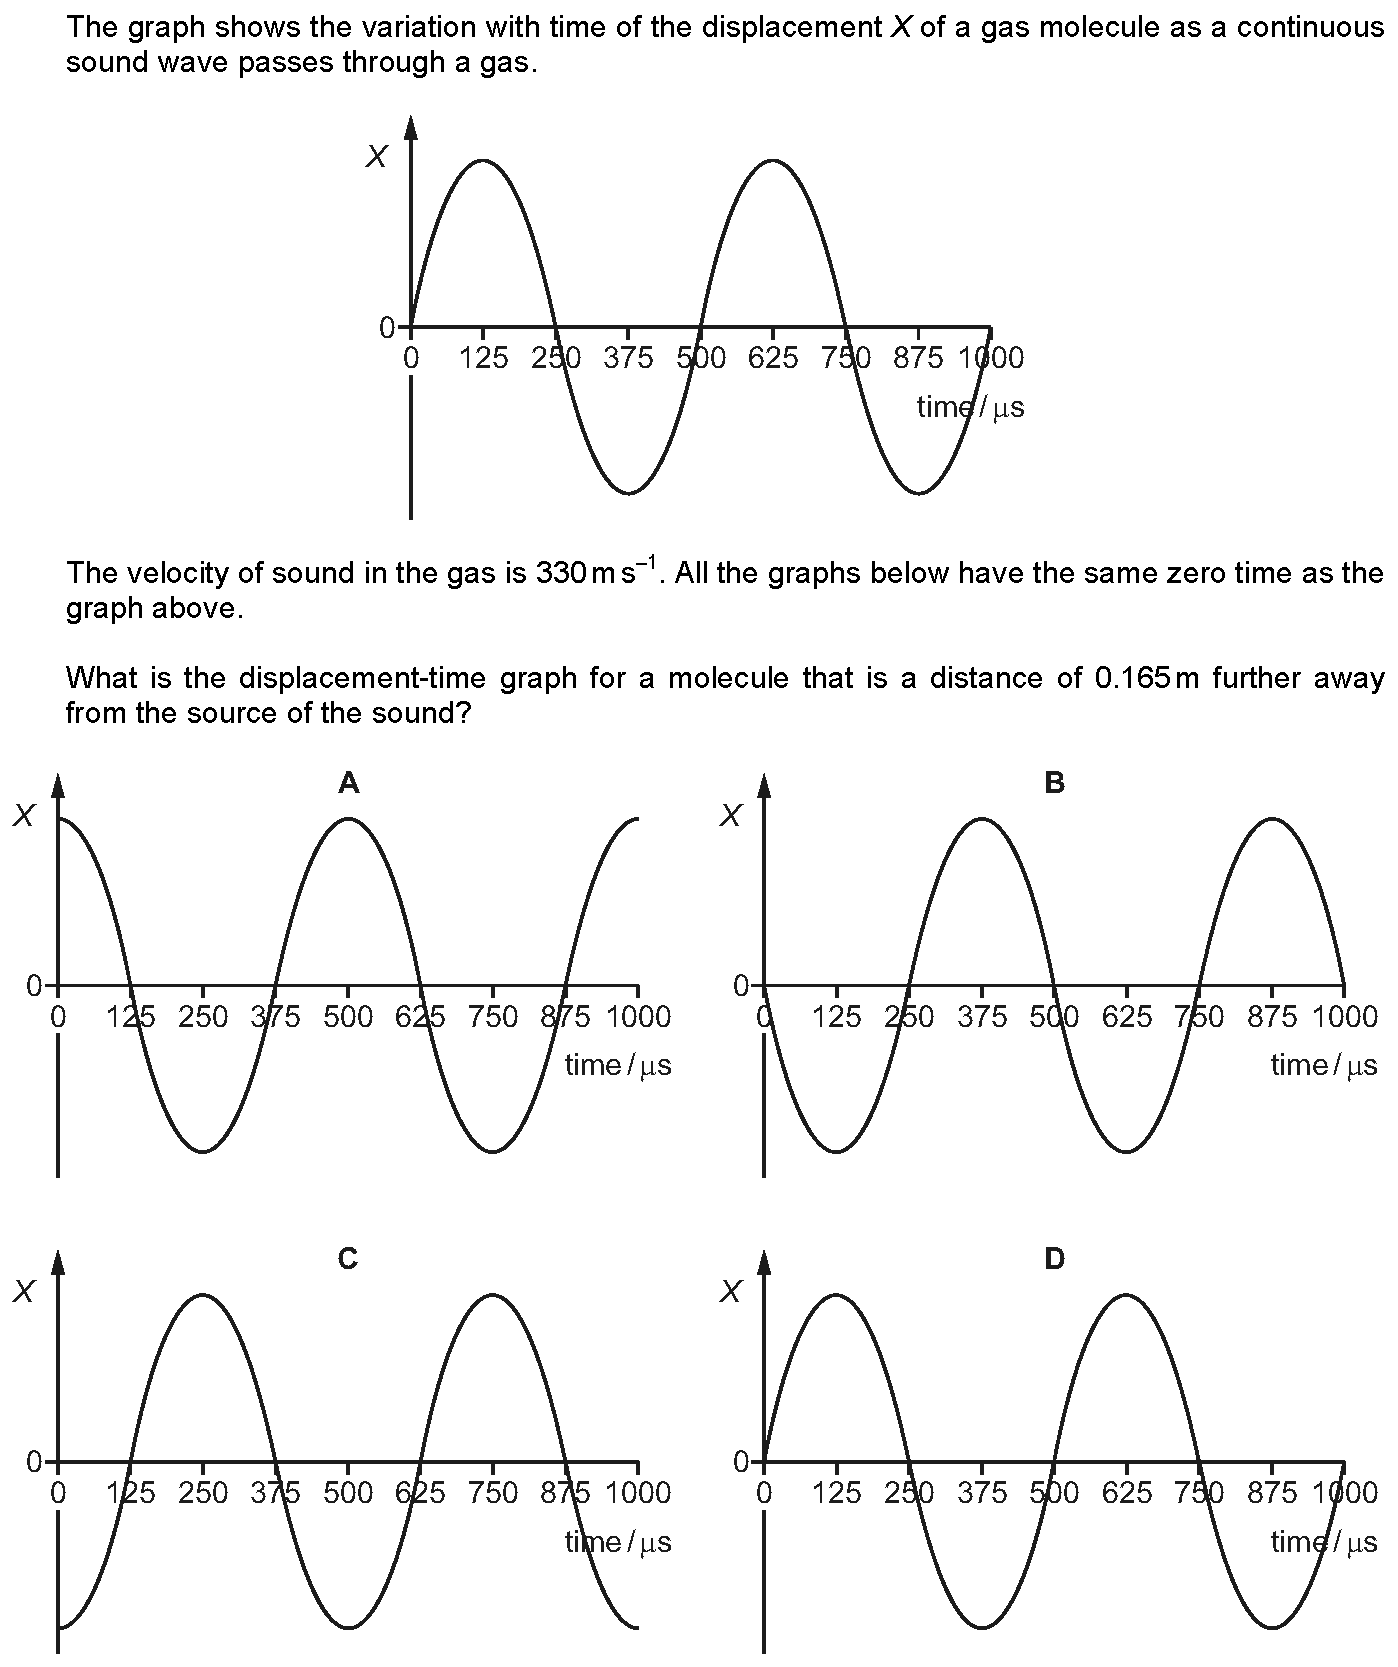 The graph shows the variation with time of the displacement X of a gas molecule as a continuous
sound wave passes through a gas.
X
0
0 125 250 375 500 625 750 875 1000
time / μs
The velocity of sound in the gas is 330 m s⁻¹. All the graphs below have the same zero time as the
graph above.
What is the displacement-time graph for a molecule that is a distance of 0.165 m further away
from the source of the sound?
A
X
0
0 125 250 375 500 625 750 875 1000
time / μs
B
X
0
0 125 250 375 500 625 750 875 1000
time / μs
C
X
0
0 125 250 375 500 625 750 875 1000
time / μs
D
X
0
0 125 250 375 500 625 750 875 1000
time / μs